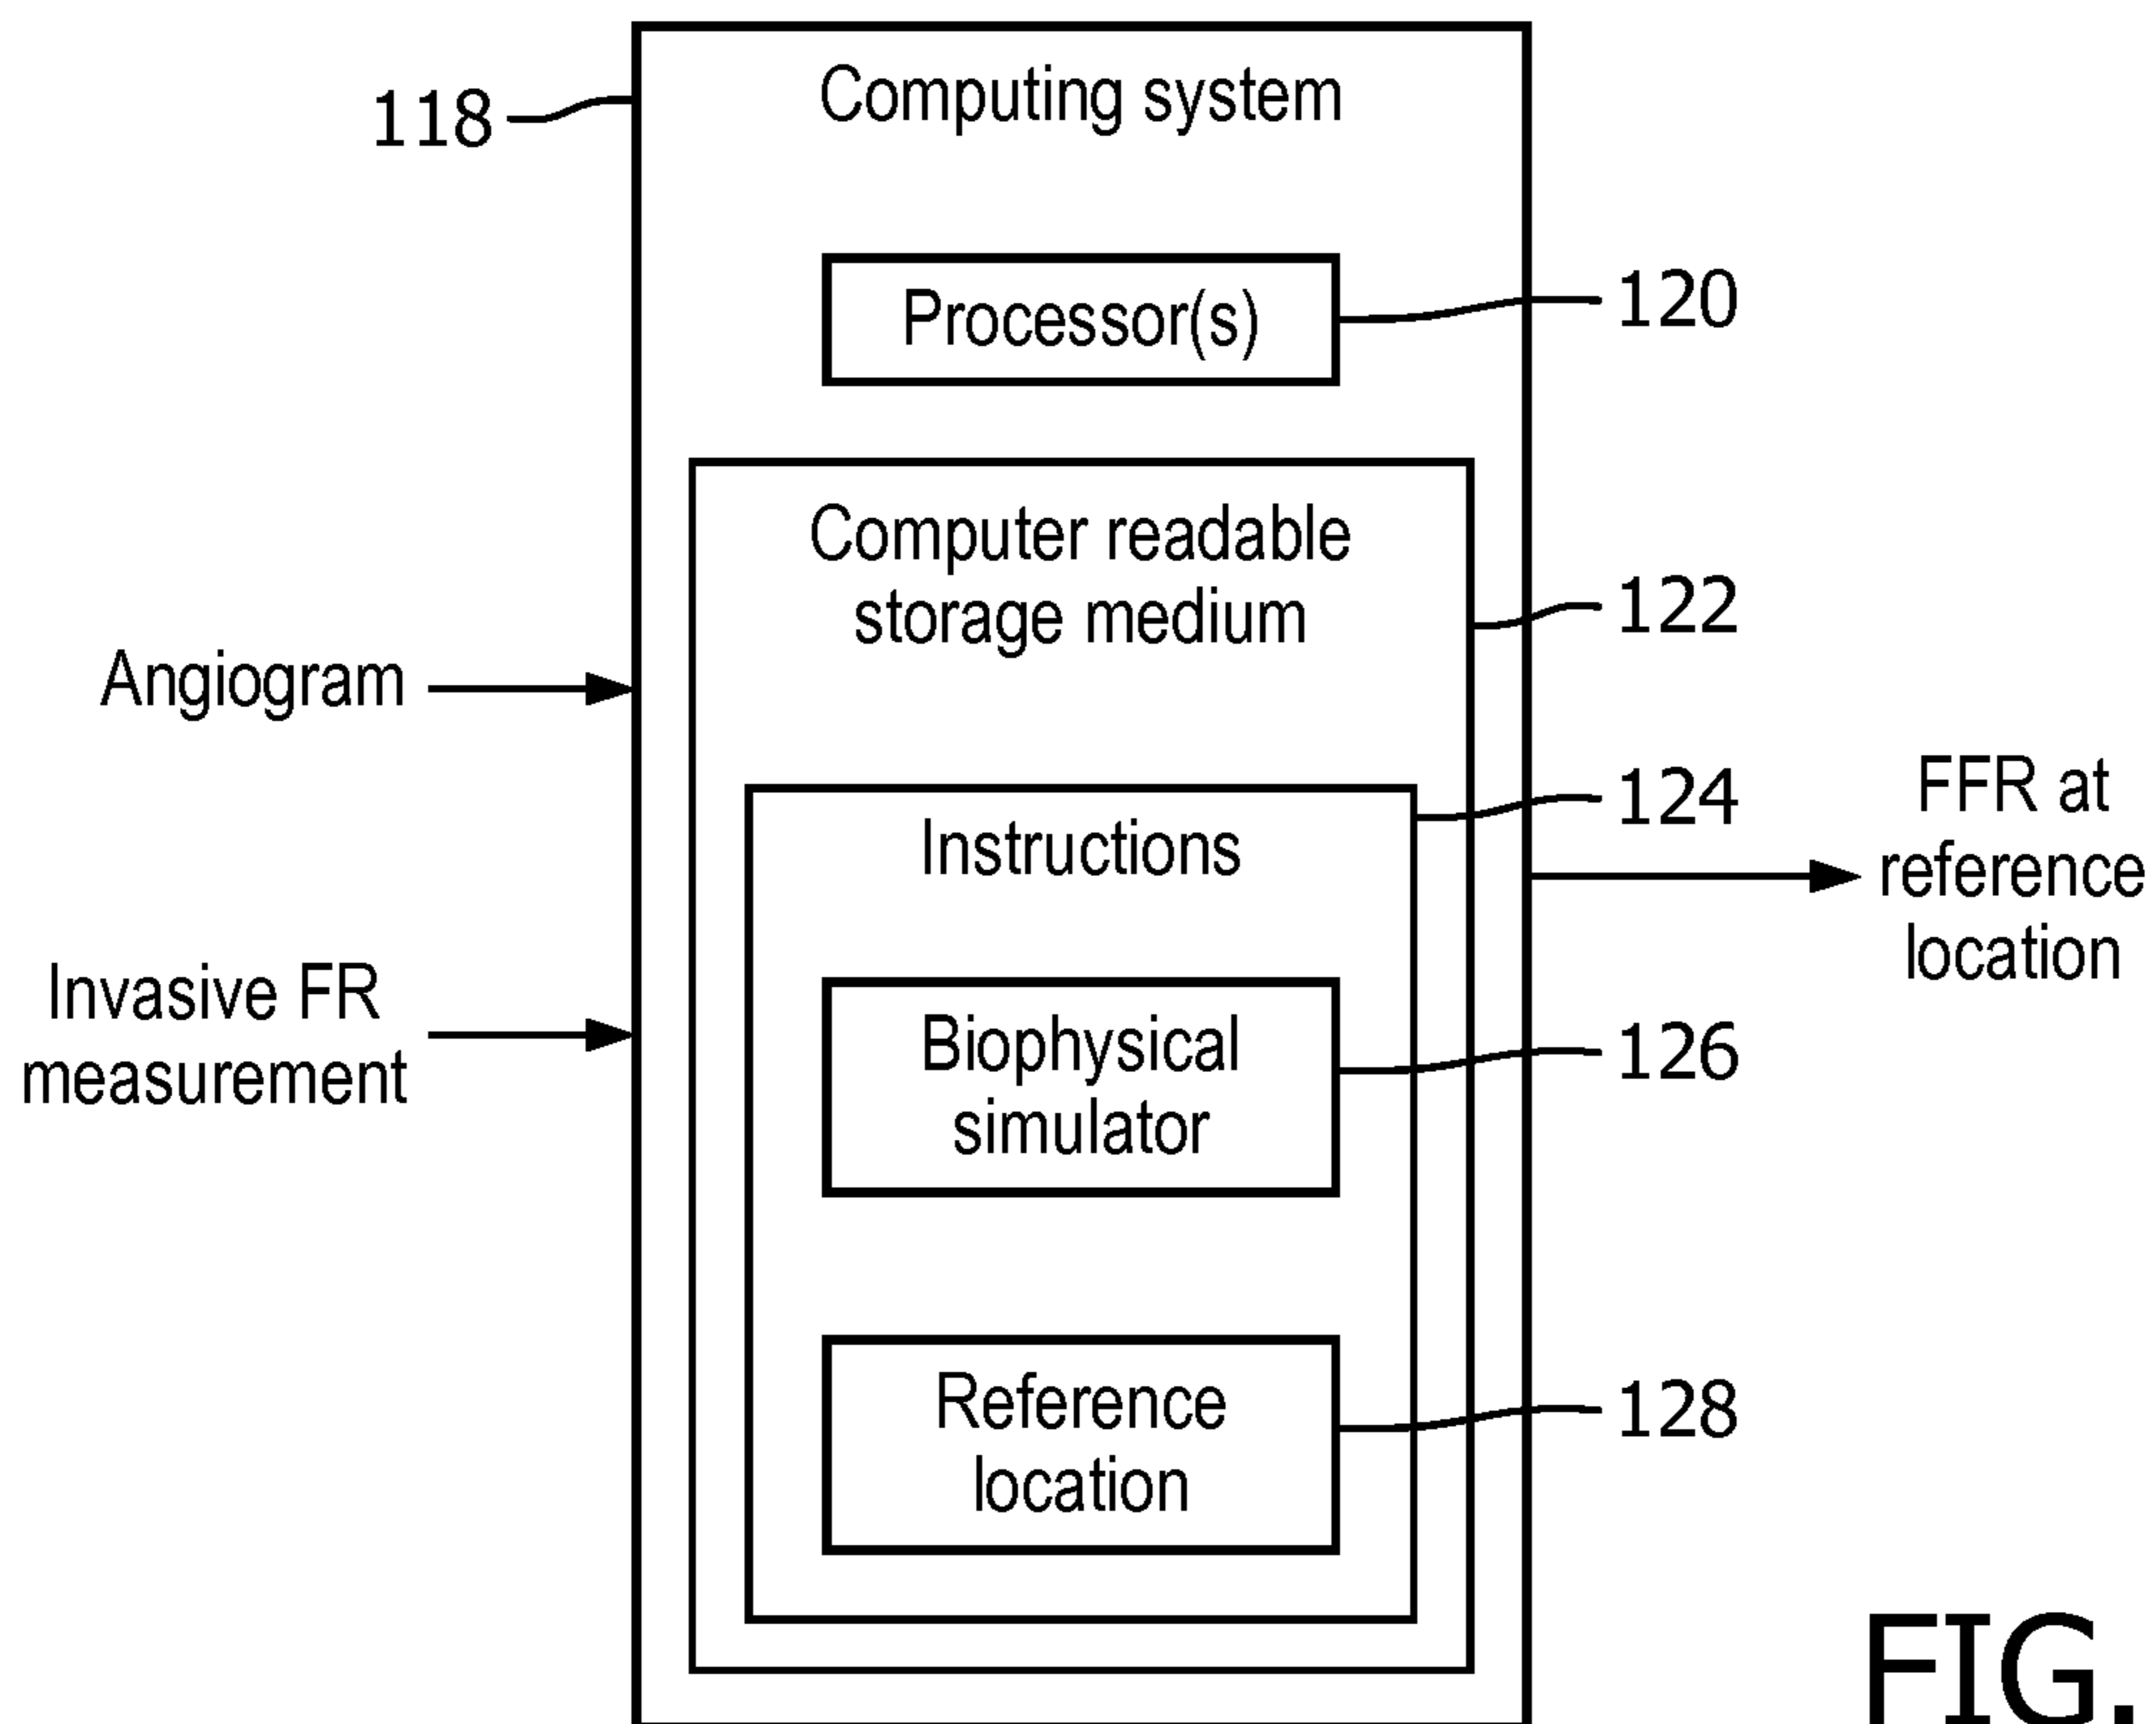 Computing system
118
Processor(s)
120
Computer readable
storage medium
122
Angiogram
124
Instructions
FFR at
reference
location
Invasive FR
measurement
Biophysical
simulator
126
Reference
location
128
FIG.